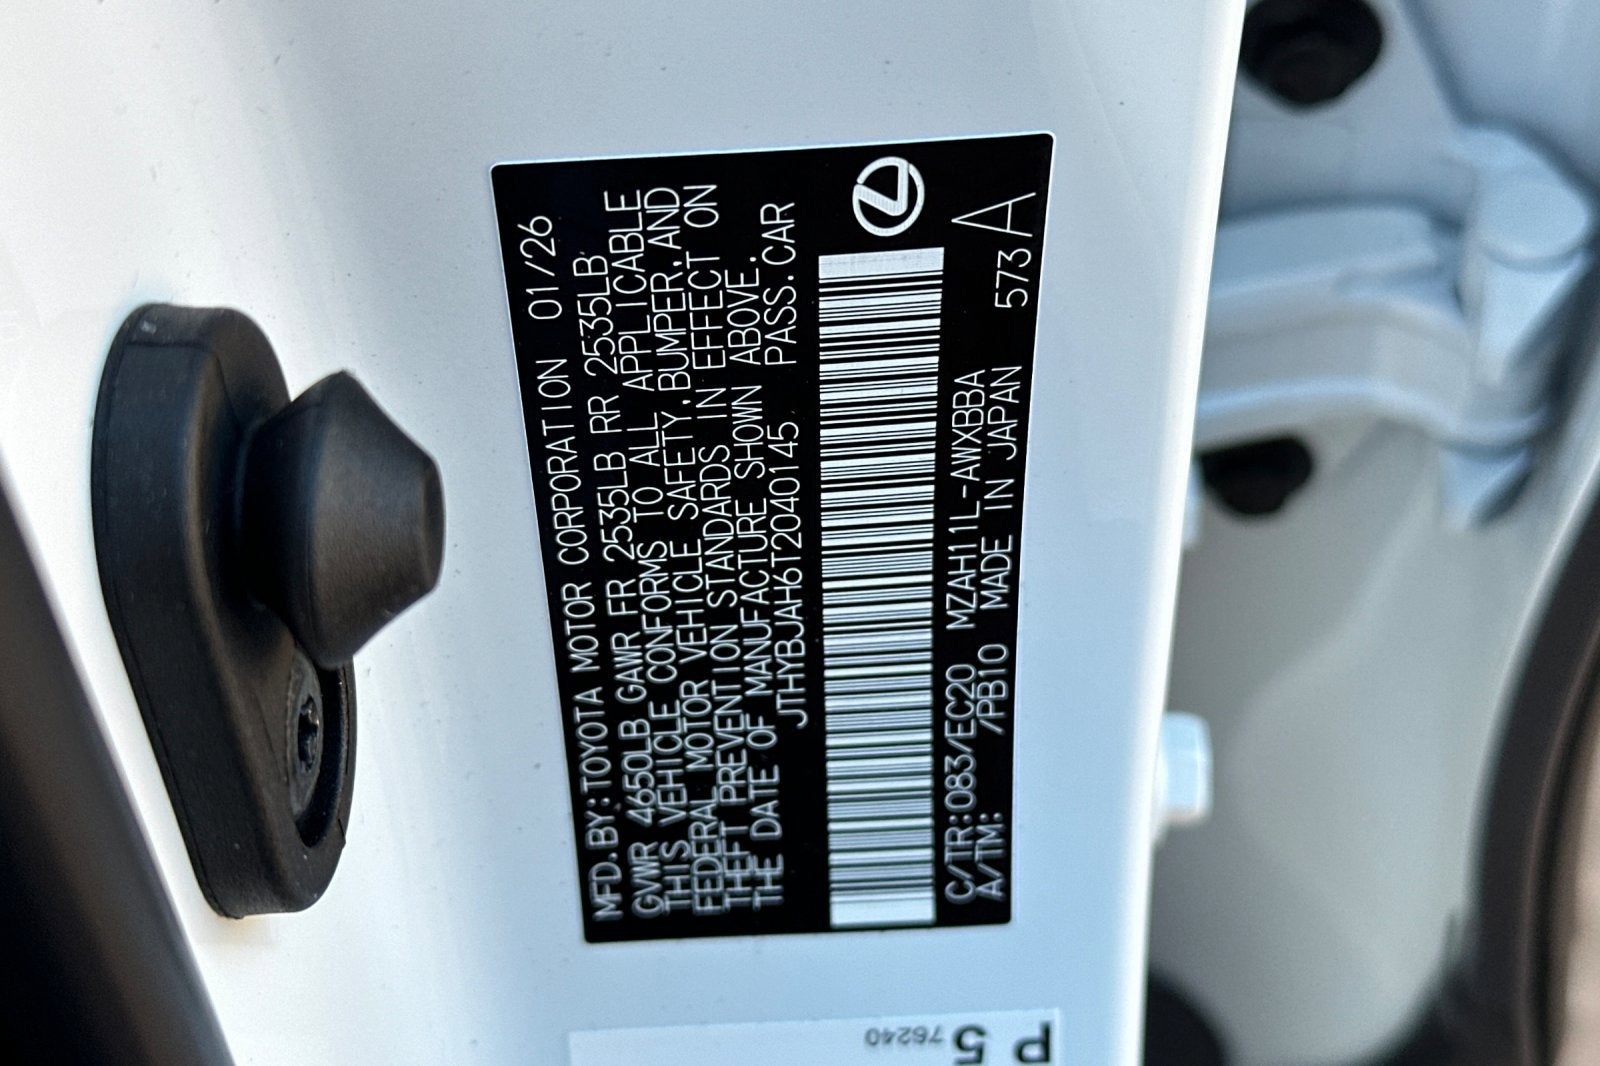 MFD.BY:TOYOTA MOTOR CORPORATION 01/26
GVWR 4650LB GAWR FR 2535LB RR 2535LB
THIS VEHICLE CONFORMS TO ALL APPLICABLE
FEDERAL MOTOR VEHICLE SAFETY,BUMPER,AND
THEFT PREVENTION STANDARDS IN EFFECT ON
THE DATE OF MANUFACTURE SHOWN ABOVE.
JTHYBJAH6T2040145 PASS.CAR
C/TR:083/EC20 MZAH11L-AWXBBA
A/TM: /PB10 MADE IN JAPAN 573 A
P
5
76240